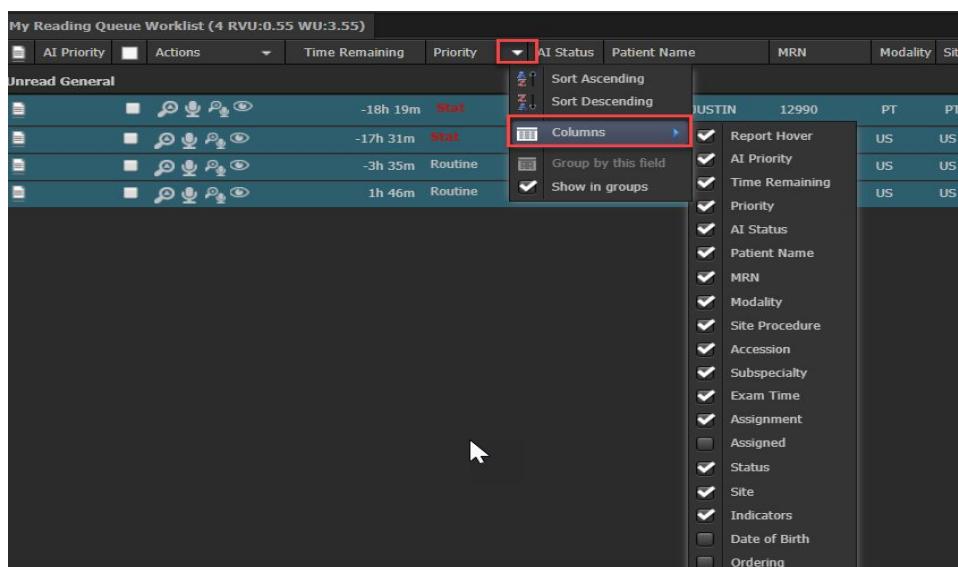 My Reading Queue Worklist (4 RVU:0.55 WU:3.55)
AI Priority Actions Time Remaining Priority AI Status Patient Name MRN Modality Sit
Unread General
Sort Ascending
Sort Descending
Columns
Group by this field
Show in groups
-18h 19m Stat JUSTIN 12990 PT PT
-17h 31m Stat US US
-3h 35m Routine US US
1h 46m Routine US US
Report Hover
AI Priority
Time Remaining
Priority
AI Status
Patient Name
MRN
Modality
Site Procedure
Accession
Subspecialty
Exam Time
Assignment
Assigned
Status
Site
Indicators
Date of Birth
Ordering